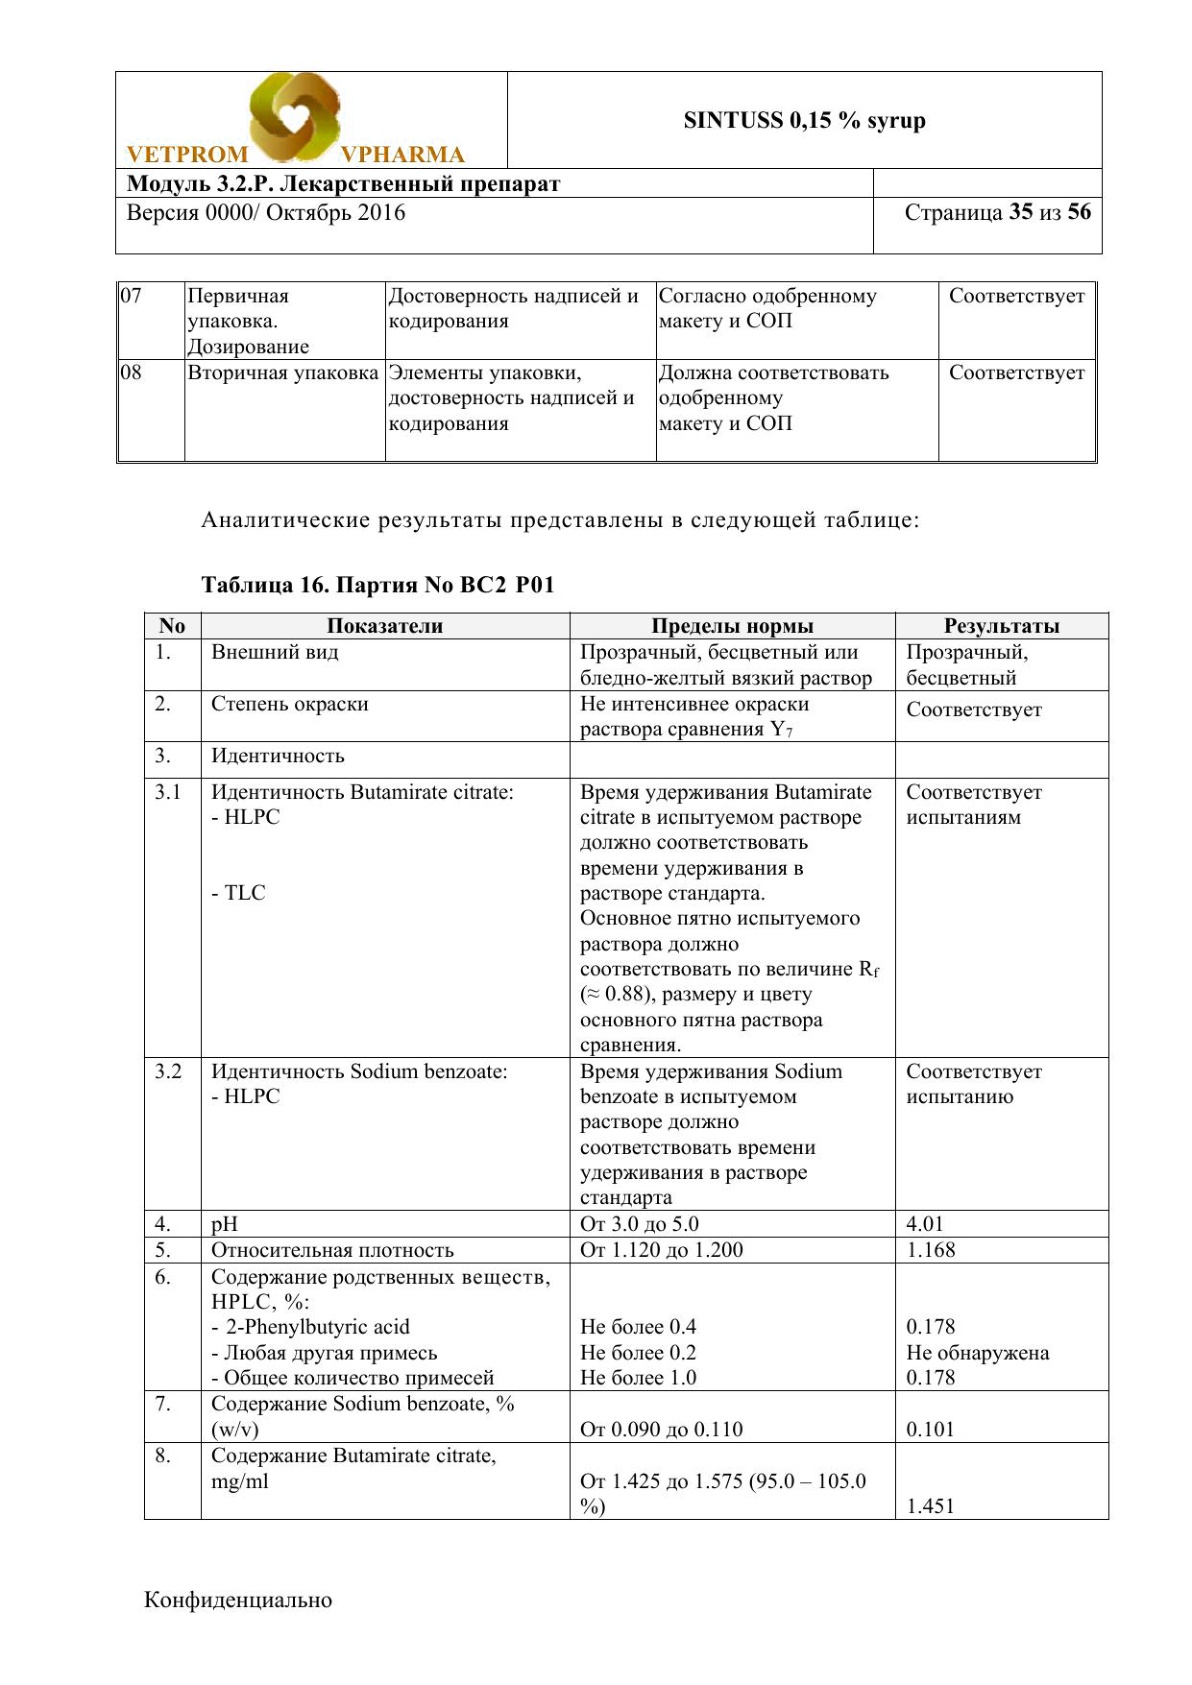 SINTUSS 0,15 % syrup
VETPROM VPHARMA
Модуль 3.2.Р. Лекарственный препарат
Версия 0000/ Октябрь 2016 Страница 35 из 56
07 Первичная Достоверность надписей и Согласно одобренному Соответствует
упаковка. кодирования макету и СОП
Дозирование
08 Вторичная упаковка Элементы упаковки, Должна соответствовать Соответствует
достоверность надписей и одобренному
кодирования макету и СОП
Аналитические результаты представлены в следующей таблице:
Таблица 16. Партия No BC2 P01
No Показатели Пределы нормы Результаты
1. Внешний вид Прозрачный, бесцветный или Прозрачный,
бледно-желтый вязкий раствор бесцветный
2. Степень окраски Не интенсивнее окраски Соответствует
раствора сравнения Y7
3. Идентичность
3.1 Идентичность Butamirate citrate: Время удерживания Butamirate Соответствует
- HLPC citrate в испытуемом растворе испытаниям
должно соответствовать
времени удерживания в
- TLC растворе стандарта.
Основное пятно испытуемого
раствора должно
соответствовать по величине Rf
(≈ 0.88), размеру и цвету
основного пятна раствора
сравнения.
3.2 Идентичность Sodium benzoate: Время удерживания Sodium Соответствует
- HLPC benzoate в испытуемом испытанию
растворе должно
соответствовать времени
удерживания в растворе
стандарта
4. pH От 3.0 до 5.0 4.01
5. Относительная плотность От 1.120 до 1.200 1.168
6. Содержание родственных веществ,
HPLC, %:
- 2-Phenylbutyric acid Не более 0.4 0.178
- Любая другая примесь Не более 0.2 Не обнаружена
- Общее количество примесей Не более 1.0 0.178
7. Содержание Sodium benzoate, %
(w/v) От 0.090 до 0.110 0.101
8. Содержание Butamirate citrate,
mg/ml От 1.425 до 1.575 (95.0 – 105.0
%) 1.451
Конфиденциально